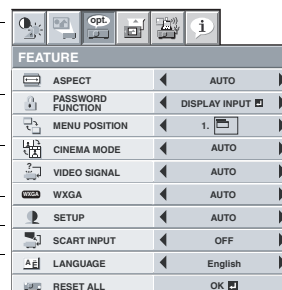 opt.
i
FEATURE
ASPECT AUTO
PASSWORD FUNCTION DISPLAY INPUT
MENU POSITION 1.
CINEMA MODE AUTO
VIDEO SIGNAL AUTO
WXGA WXGA AUTO
SETUP AUTO
SCART INPUT OFF
A E LANGUAGE English
RESET ALL OK